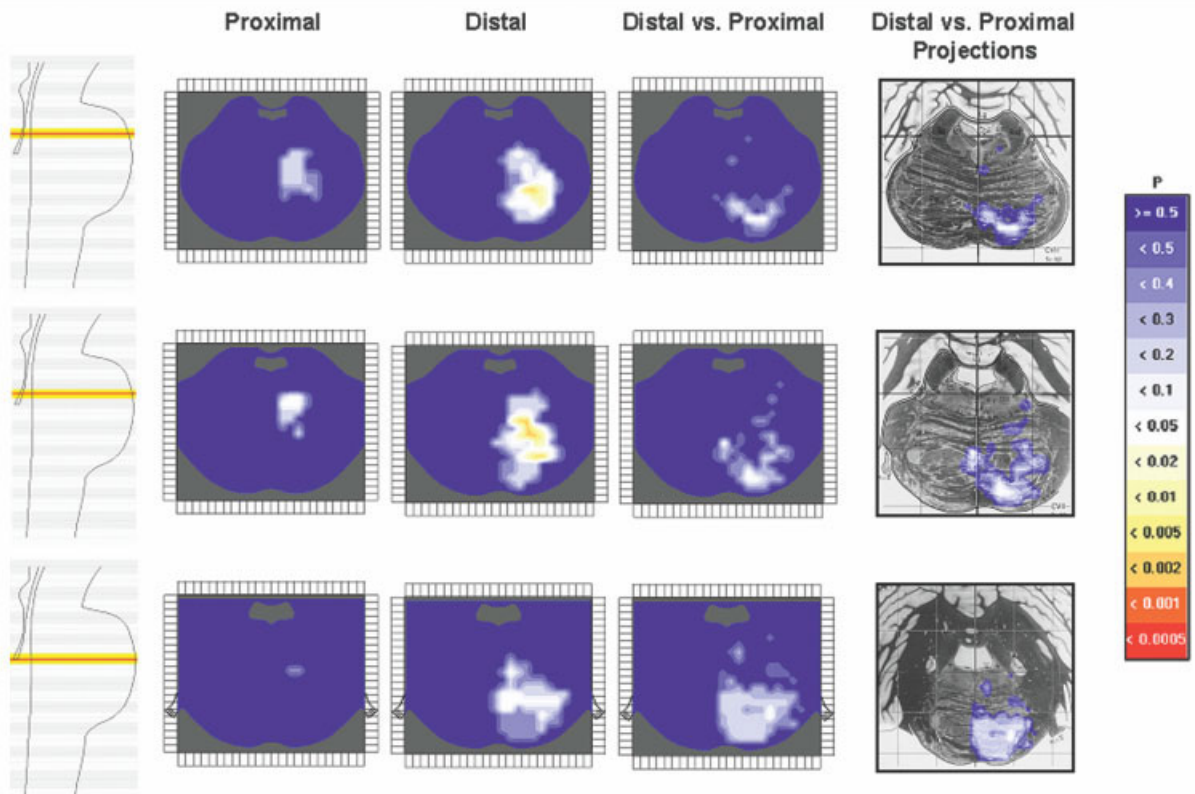 Proximal
Distal
Distal vs. Proximal
Distal vs. Proximal
Projections
P
>= 0.5
< 0.5
< 0.4
< 0.3
< 0.2
< 0.1
< 0.05
< 0.02
< 0.01
< 0.005
< 0.002
< 0.001
< 0.0005